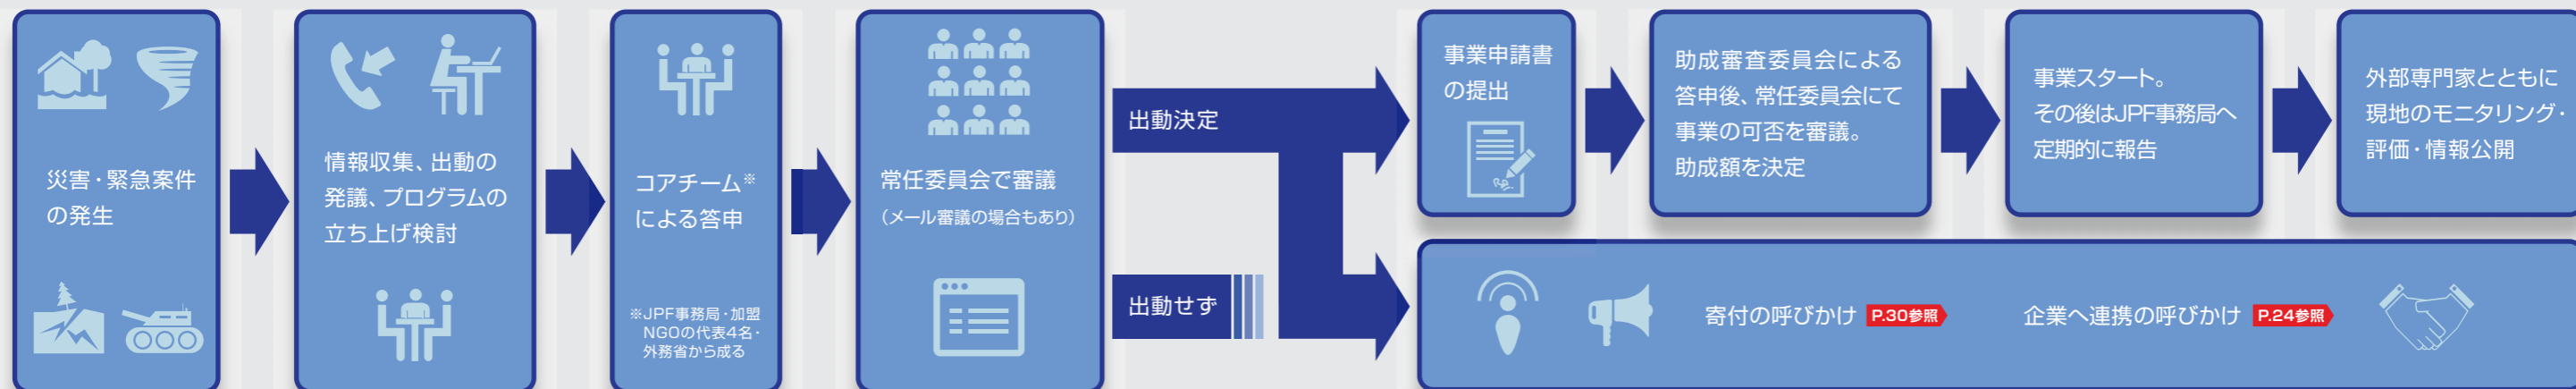 災害・緊急案件
の発生
情報収集、出動の
発議、プログラムの
立ち上げ検討
コアチーム※
による答申
※JPF事務局・加盟
NGOの代表4名・
外務省から成る
常任委員会で審議
（メール審議の場合もあり）
出動決定
出動せず
事業申請書
の提出
助成審査委員会による
答申後、常任委員会にて
事業の可否を審議。
助成額を決定
事業スタート。
その後はJPF事務局へ
定期的に報告
外部専門家とともに
現地のモニタリング・
評価・情報公開
寄付の呼びかけ P.30参照
企業へ連携の呼びかけ P.24参照